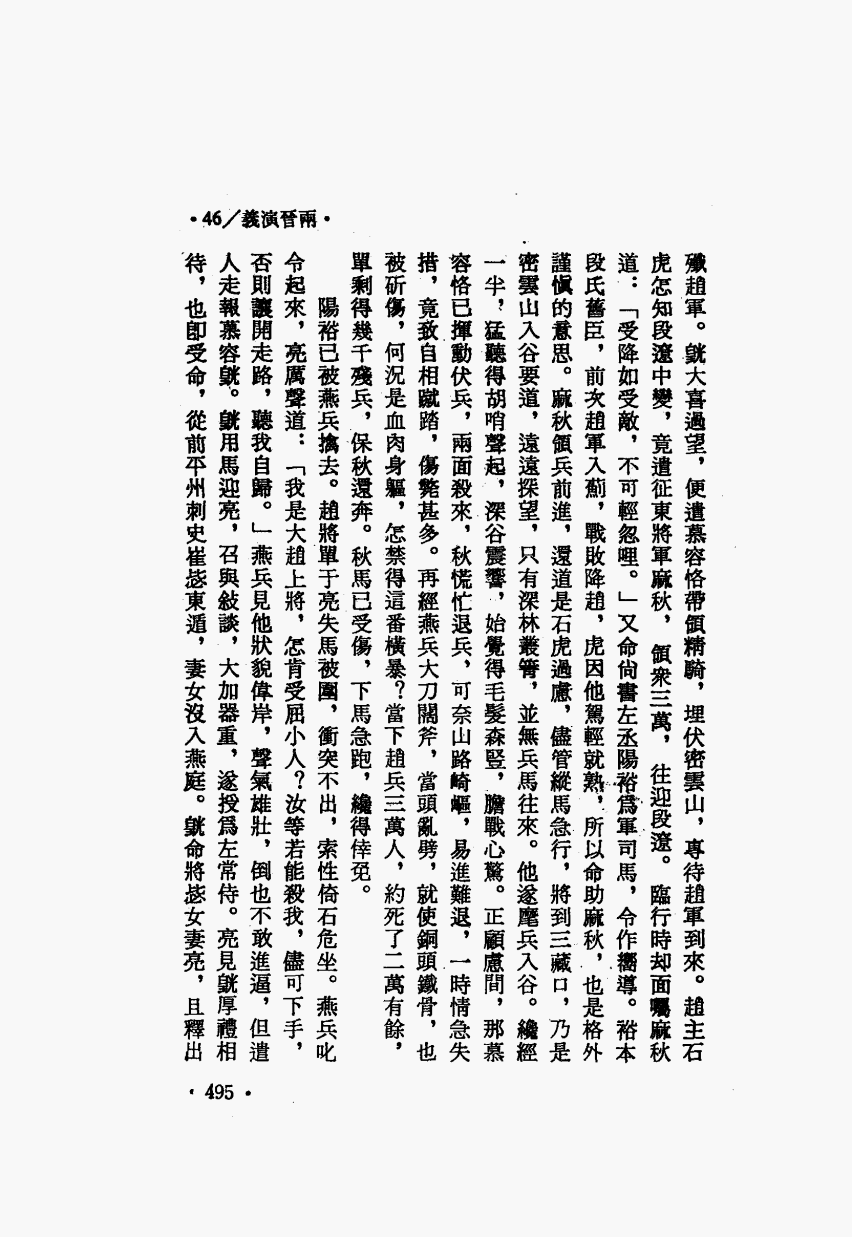 •46/義演晉兩•
殲趙軍。皝大喜過望，便遣慕容恪帶領精騎，埋伏密雲山，專待趙軍到來。趙主石
虎怎知段遼中變，竟遣征東將軍麻秋，領衆三萬，往迎段遼。臨行時却面囑麻秋
道：「受降如受敵，不可輕忽哩。」又命尙書左丞陽裕爲軍司馬，令作嚮導。裕本
段氏舊臣，前次趙軍入薊，戰敗降趙，虎因他駕輕就熟，所以命助麻秋，也是格外
謹愼的意思。麻秋領兵前進，還道是石虎過慮，儘管縱馬急行，將到三藏口，乃是
密雲山入谷要道，遠遠探望，只有深林叢箐，並無兵馬往來。他遂麾兵入谷。纔經
一半，猛聽得胡哨聲起，深谷震響，始覺得毛髮森豎，膽戰心驚。正顧慮間，那慕
容恪已揮動伏兵，兩面殺來，秋慌忙退兵，可奈山路崎嶇，易進難退，一時情急失
措，竟致自相蹴踏，傷斃甚多。再經燕兵大刀闊斧，當頭亂劈，就使銅頭鐵骨，也
被斫傷，何況是血肉身軀，怎禁得這番橫暴？當下趙兵三萬人，約死了二萬有餘，
單剩得幾千殘兵，保秋還奔。秋馬已受傷，下馬急跑，纔得倖免。
陽裕已被燕兵擒去。趙將單于亮失馬被圍，衝突不出，索性倚石危坐。燕兵叱
令起來，亮厲聲道：「我是大趙上將，怎肯受屈小人？汝等若能殺我，儘可下手，
否則讓開走路，聽我自歸。」燕兵見他狀貌偉岸，聲氣雄壯，倒也不敢進逼，但遣
人走報慕容皝。皝用馬迎亮，召與敍談，大加器重，遂授爲左常侍。亮見皝厚禮相
待，也卽受命，從前平州刺史崔毖東遁，妻女沒入燕庭。皝命將毖女妻亮，且釋出
•495•